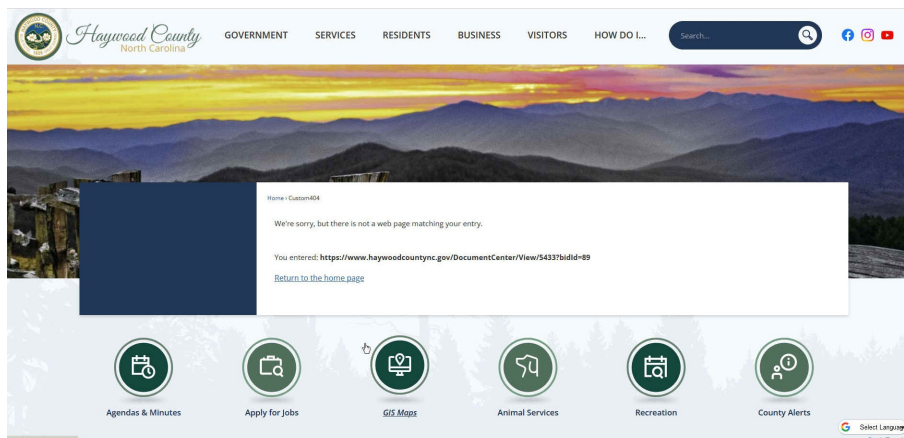 Haywood County
North Carolina
GOVERNMENT SERVICES RESIDENTS BUSINESS VISITORS HOW DO I... Search...
Home › Custom404
We're sorry, but there is not a web page matching your entry.
You entered: https://www.haywoodcountync.gov/DocumentCenter/View/5433?bidId=89
Return to the home page
Agendas & Minutes Apply for Jobs GIS Maps Animal Services Recreation County Alerts
G Select Language